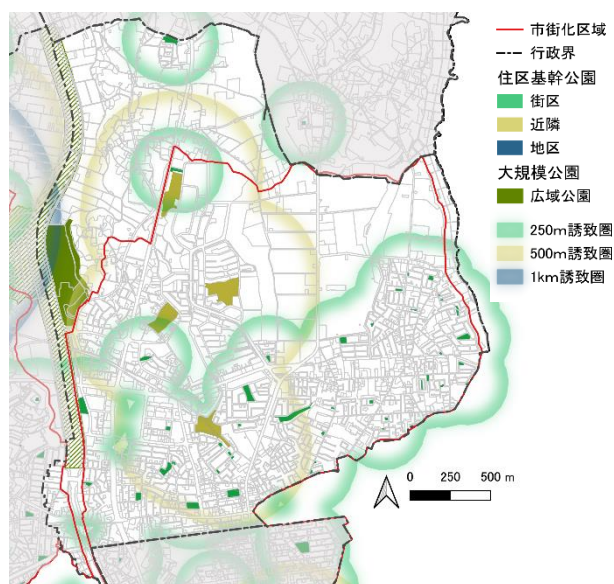 市街化区域
行政界
住区基幹公園
街区
近隣
地区
大規模公園
広域公園
250m誘致圏
500m誘致圏
1km誘致圏
0 250 500 m